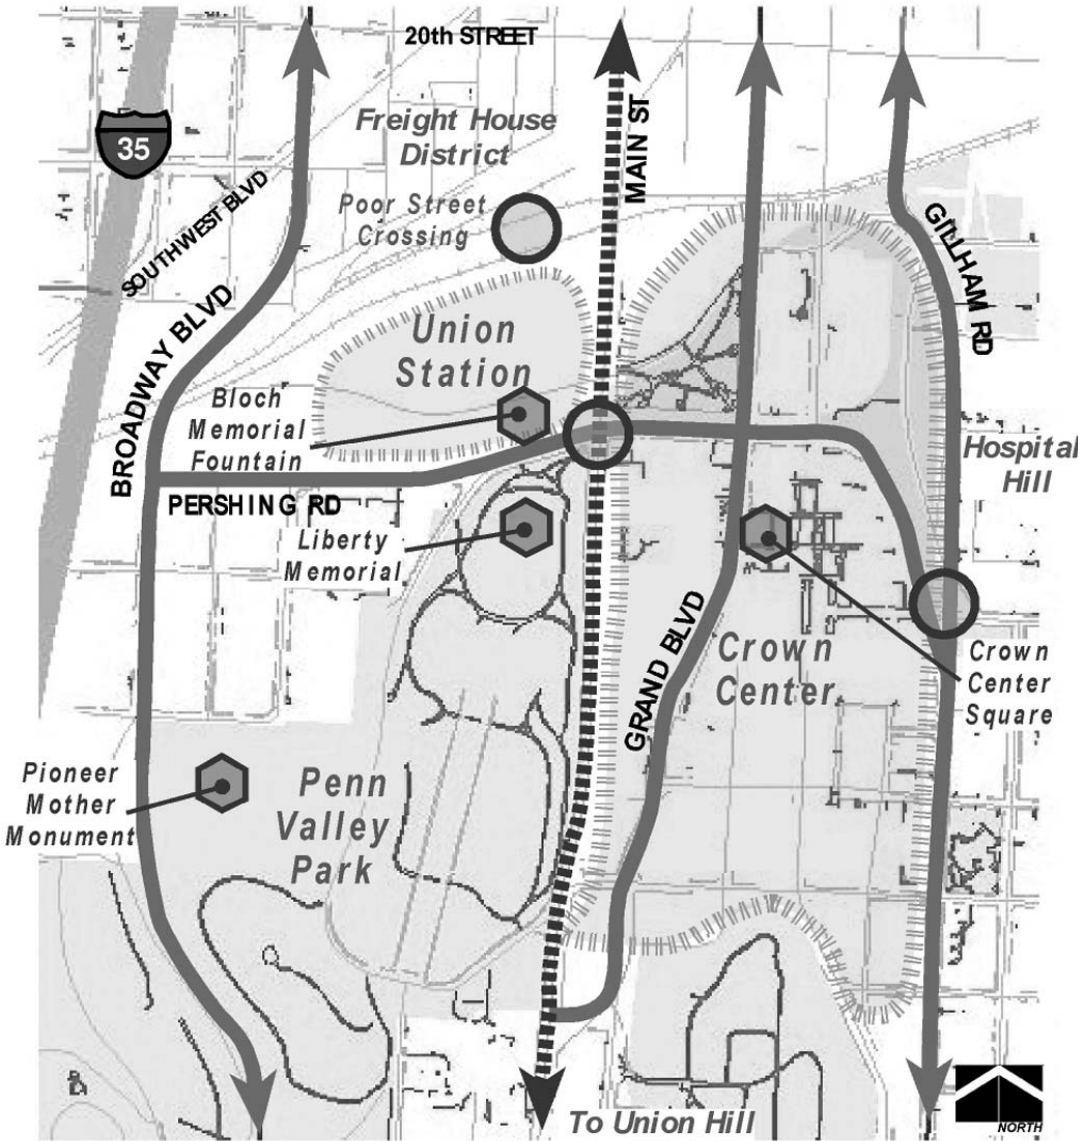 20th STREET
MAIN ST
Freight House
District
35
SOUTHWEST BLVD
Poor Street
Crossing
GILLHAM RD
BROADWAY BLVD
Union
Station
Bloch
Memorial
Fountain
Hospital
Hill
PERSHING RD
Liberty
Memorial
GRAND BLVD
Crown
Center
Crown
Center
Square
Pioneer
Mother
Monument
Penn
Valley
Park
To Union Hill
NORTH